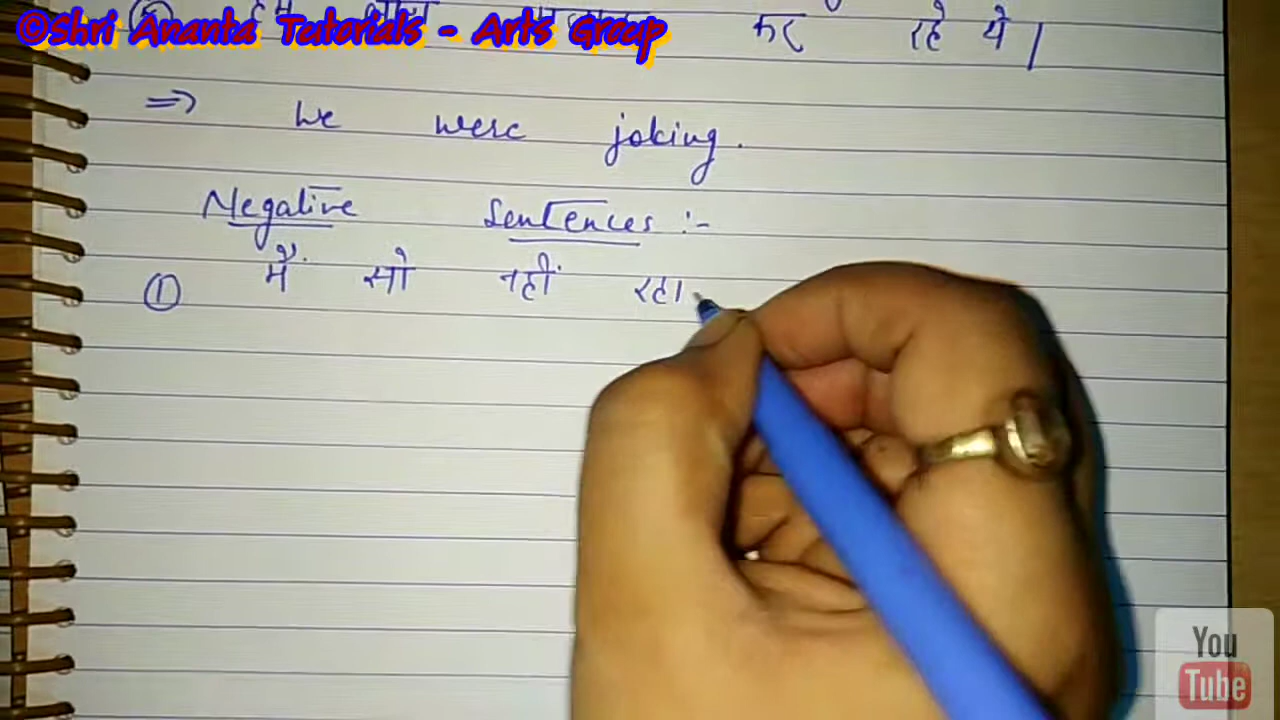 ©Shri Ananta Tutorials - Arts Group
कर रहे थे।
⇒ We were joking.
Negative Sentences :-
① मैं सो नहीं रहा
You
Tube